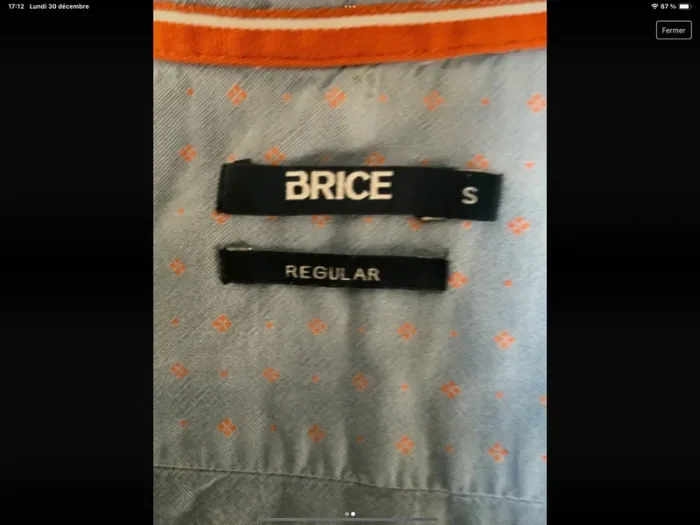 17:12 Lundi 30 décembre
87 %
Fermer
BRICE S
REGULAR